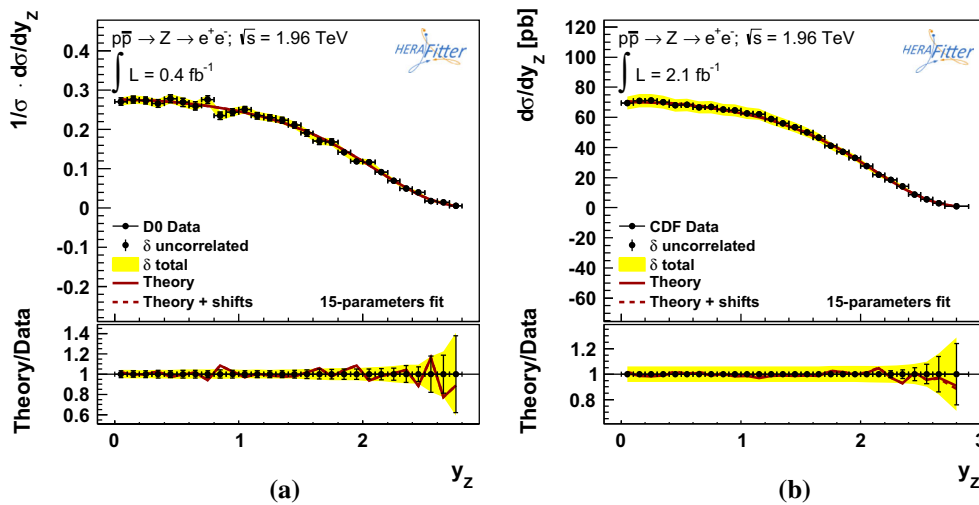 1/σ · dσ/dy_Z
0.4
0.3
0.2
0.1
0
-0.1
-0.2
pp̅ → Z → e⁺e⁻; √s = 1.96 TeV
∫ L = 0.4 fb⁻¹
HERAFitter
D0 Data
δ uncorrelated
δ total
Theory
Theory + shifts
15-parameters fit
Theory/Data
1.4
1.2
1.0
0.8
0.6
0
1
2
y_Z
(a)
dσ/dy_Z [pb]
120
100
80
60
40
20
0
-20
-40
-60
pp̅ → Z → e⁺e⁻; √s = 1.96 TeV
∫ L = 2.1 fb⁻¹
HERAFitter
CDF Data
δ uncorrelated
δ total
Theory
Theory + shifts
15-parameters fit
Theory/Data
1.2
1
0.8
0
1
2
3
y_Z
(b)